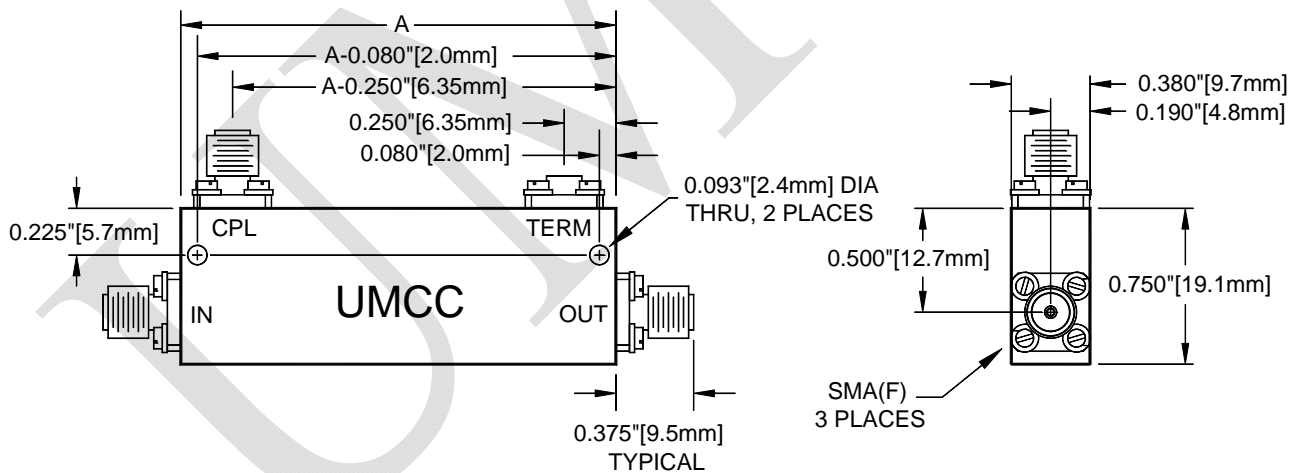 A
A-0.080"[2.0mm]
A-0.250"[6.35mm]
0.250"[6.35mm]
0.080"[2.0mm]
0.093"[2.4mm] DIA
THRU, 2 PLACES
0.225"[5.7mm]
CPL
TERM
IN
UMCC
OUT
0.375"[9.5mm]
TYPICAL
0.380"[9.7mm]
0.190"[4.8mm]
0.500"[12.7mm]
0.750"[19.1mm]
SMA(F)
3 PLACES
UM